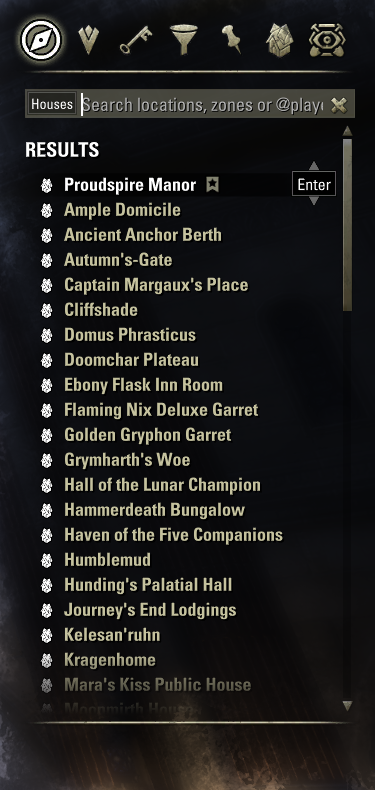 Houses Search locations, zones or @play
RESULTS
Proudspire Manor Enter
Ample Domicile
Ancient Anchor Berth
Autumn's-Gate
Captain Margaux's Place
Cliffshade
Domus Phrasticus
Doomchar Plateau
Ebony Flask Inn Room
Flaming Nix Deluxe Garret
Golden Gryphon Garret
Grymharth's Woe
Hall of the Lunar Champion
Hammerdeath Bungalow
Haven of the Five Companions
Humblemud
Hunding's Palatial Hall
Journey's End Lodgings
Kelesan'ruhn
Kragenhome
Mara's Kiss Public House